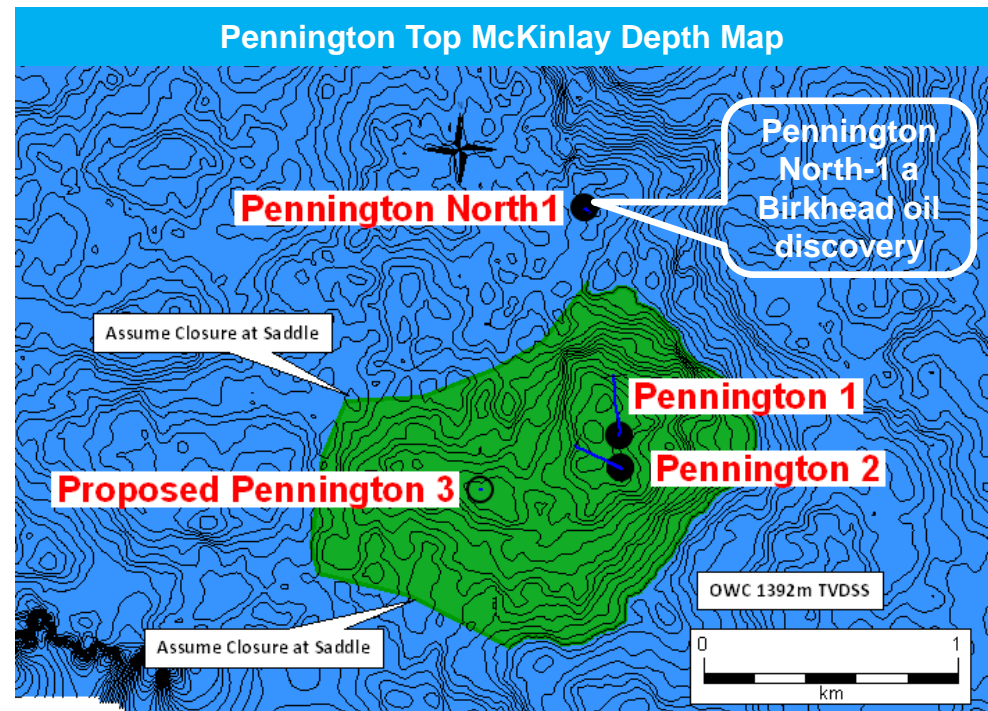 Pennington Top McKinlay Depth Map
Pennington
North-1 a
Birkhead oil
discovery
Pennington North1
Assume Closure at Saddle
Pennington 1
Pennington 2
Proposed Pennington 3
OWC 1392m TVDSS
Assume Closure at Saddle
0 1
km